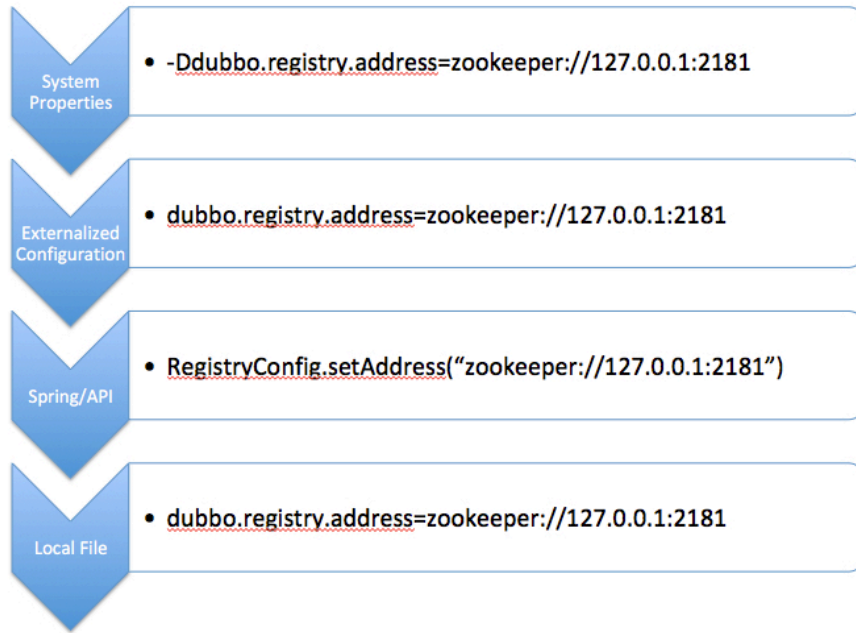 System
Properties
• -Ddubbo.registry.address=zookeeper://127.0.0.1:2181
Externalized
Configuration
• dubbo.registry.address=zookeeper://127.0.0.1:2181
Spring/API
• RegistryConfig.setAddress(“zookeeper://127.0.0.1:2181”)
Local File
• dubbo.registry.address=zookeeper://127.0.0.1:2181